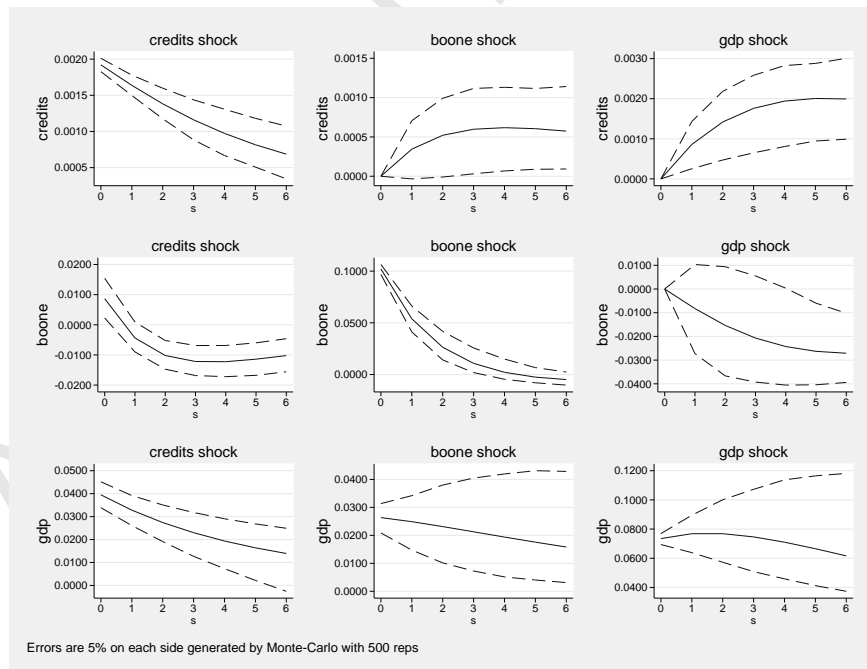 credits shock
boone shock
gdp shock
0.0020
0.0015
0.0010
0.0005
credits
0 1 2 3 4 5 6
s
0.0015
0.0010
0.0005
0.0000
credits
0 1 2 3 4 5 6
s
0.0030
0.0020
0.0010
0.0000
credits
0 1 2 3 4 5 6
s
credits shock
boone shock
gdp shock
0.0200
0.0100
0.0000
-0.0100
-0.0200
boone
0 1 2 3 4 5 6
s
0.1000
0.0500
0.0000
boone
0 1 2 3 4 5 6
s
0.0100
0.0000
-0.0100
-0.0200
-0.0300
-0.0400
boone
0 1 2 3 4 5 6
s
credits shock
boone shock
gdp shock
0.0500
0.0400
0.0300
0.0200
0.0100
0.0000
gdp
0 1 2 3 4 5 6
s
0.0400
0.0300
0.0200
0.0100
0.0000
gdp
0 1 2 3 4 5 6
s
0.1200
0.1000
0.0800
0.0600
0.0400
gdp
0 1 2 3 4 5 6
s
Errors are 5% on each side generated by Monte-Carlo with 500 reps